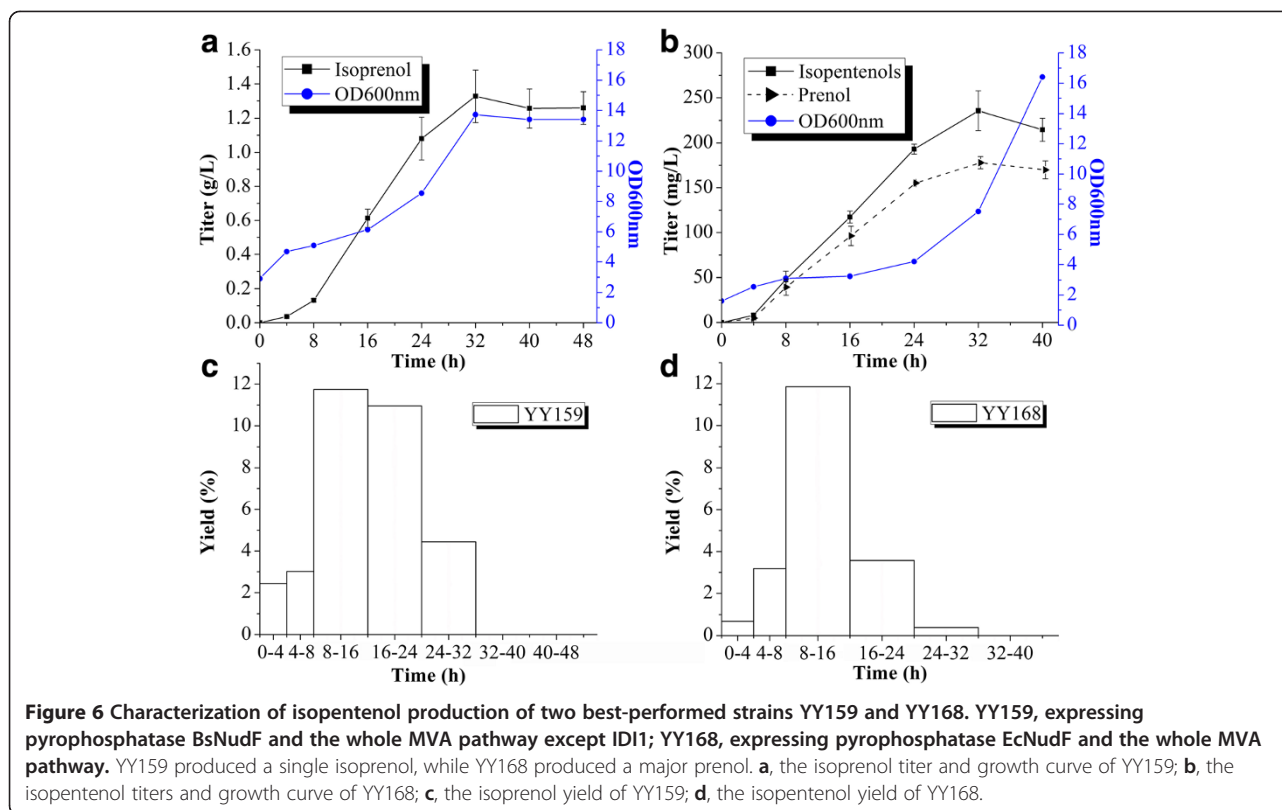 a
1.6
1.4
1.2
1.0
0.8
0.6
0.4
0.2
0.0
Titer (g/L)
Isoprenol
OD600nm
18
16
14
12
10
8
6
4
2
0
OD600nm
0 8 16 24 32 40 48
Time (h)
b
300
250
200
150
100
50
0
Titer (mg/L)
Isopentenols
Prenol
OD600nm
18
16
14
12
10
8
6
4
2
0
OD600nm
0 8 16 24 32 40
Time (h)
c
12
10
8
6
4
2
0
Yield (%)
YY159
0-4 4-8 8-16 16-24 24-32 32-40 40-48
Time (h)
d
12
10
8
6
4
2
0
Yield (%)
YY168
0-4 4-8 8-16 16-24 24-32 32-40
Time (h)
Figure 6 Characterization of isopentenol production of two best-performed strains YY159 and YY168. YY159, expressing
pyrophosphatase BsNudF and the whole MVA pathway except IDI1; YY168, expressing pyrophosphatase EcNudF and the whole MVA
pathway. YY159 produced a single isoprenol, while YY168 produced a major prenol. a, the isoprenol titer and growth curve of YY159; b, the
isopentenol titers and growth curve of YY168; c, the isoprenol yield of YY159; d, the isopentenol yield of YY168.